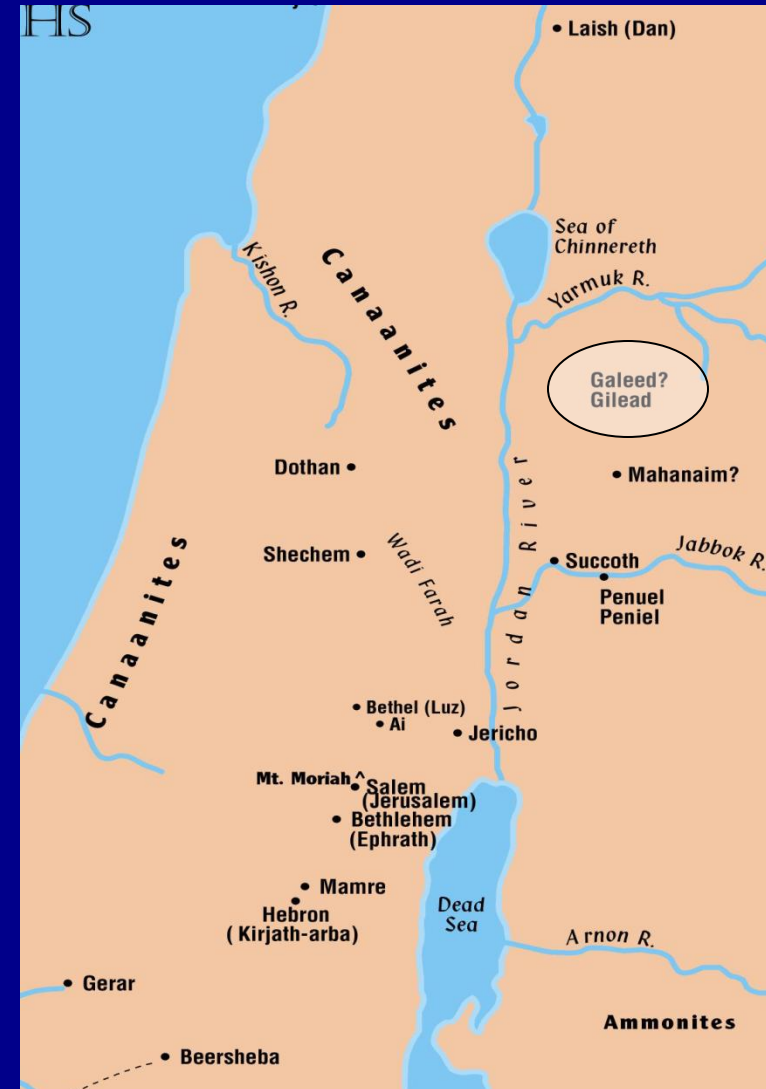 HS
Laish (Dan)
Sea of
Chinnereth
Kishon R.
Canaanites
Yarmuk R.
Galeed?
Gilead
Dothan
Mahanaim?
Jordan River
Shechem
Wadi Farah
Succoth
Jabbok R.
Penuel
Peniel
Canaanites
Bethel (Luz)
Ai
Jericho
Mt. Moriah ^
Salem
(Jerusalem)
Bethlehem
(Ephrath)
Mamre
Hebron
( Kirjath-arba)
Dead
Sea
Arnon R.
Gerar
Ammonites
Beersheba